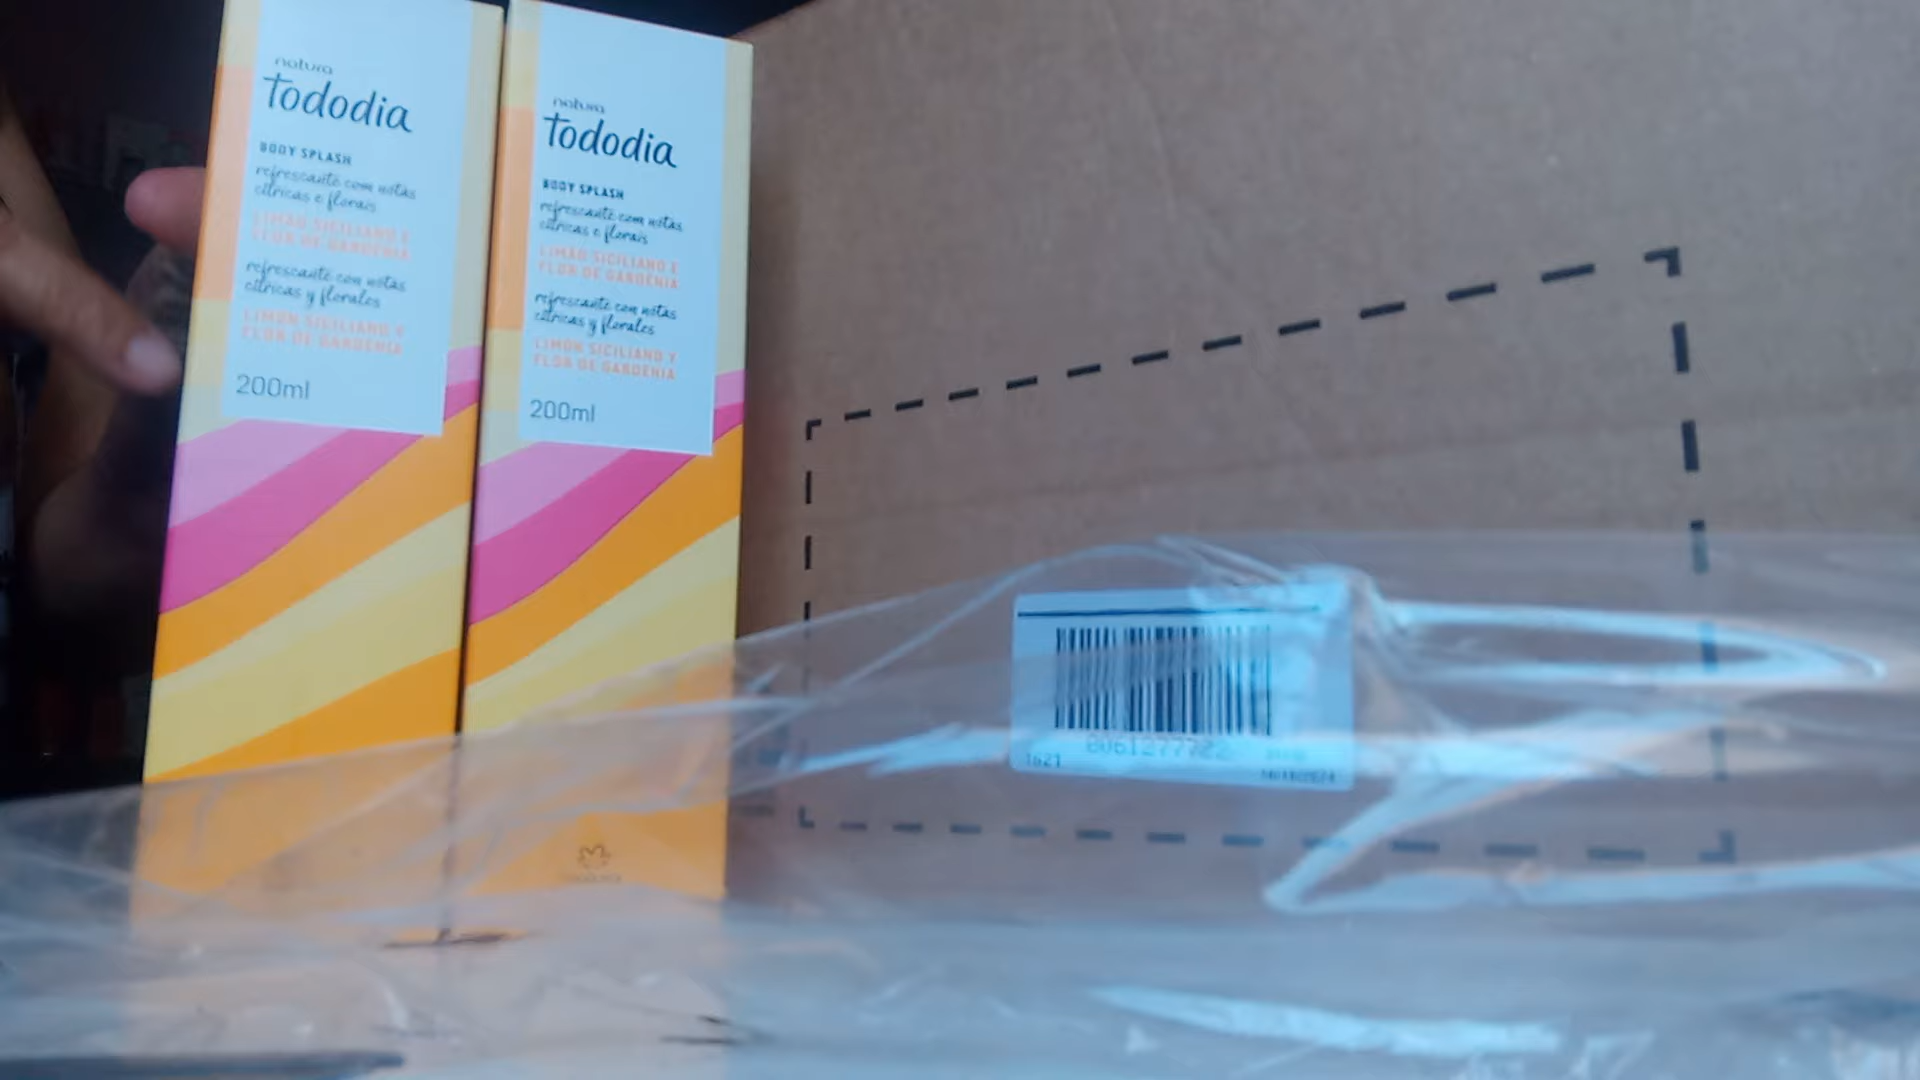 natura
Tododia
BODY SPLASH
refrescante com notas
cítricas e florais
LIMÃO SICILIANO E
FLOR DE GARDÊNIA
refrescante con notas
cítricas y florales
LIMÓN SICILIANO Y
FLOR DE GARDENIA
200ml
natura
Tododia
BODY SPLASH
refrescante com notas
cítricas e florais
LIMÃO SICILIANO E
FLOR DE GARDÊNIA
refrescante con notas
cítricas y florales
LIMÓN SICILIANO Y
FLOR DE GARDENIA
200ml
1621